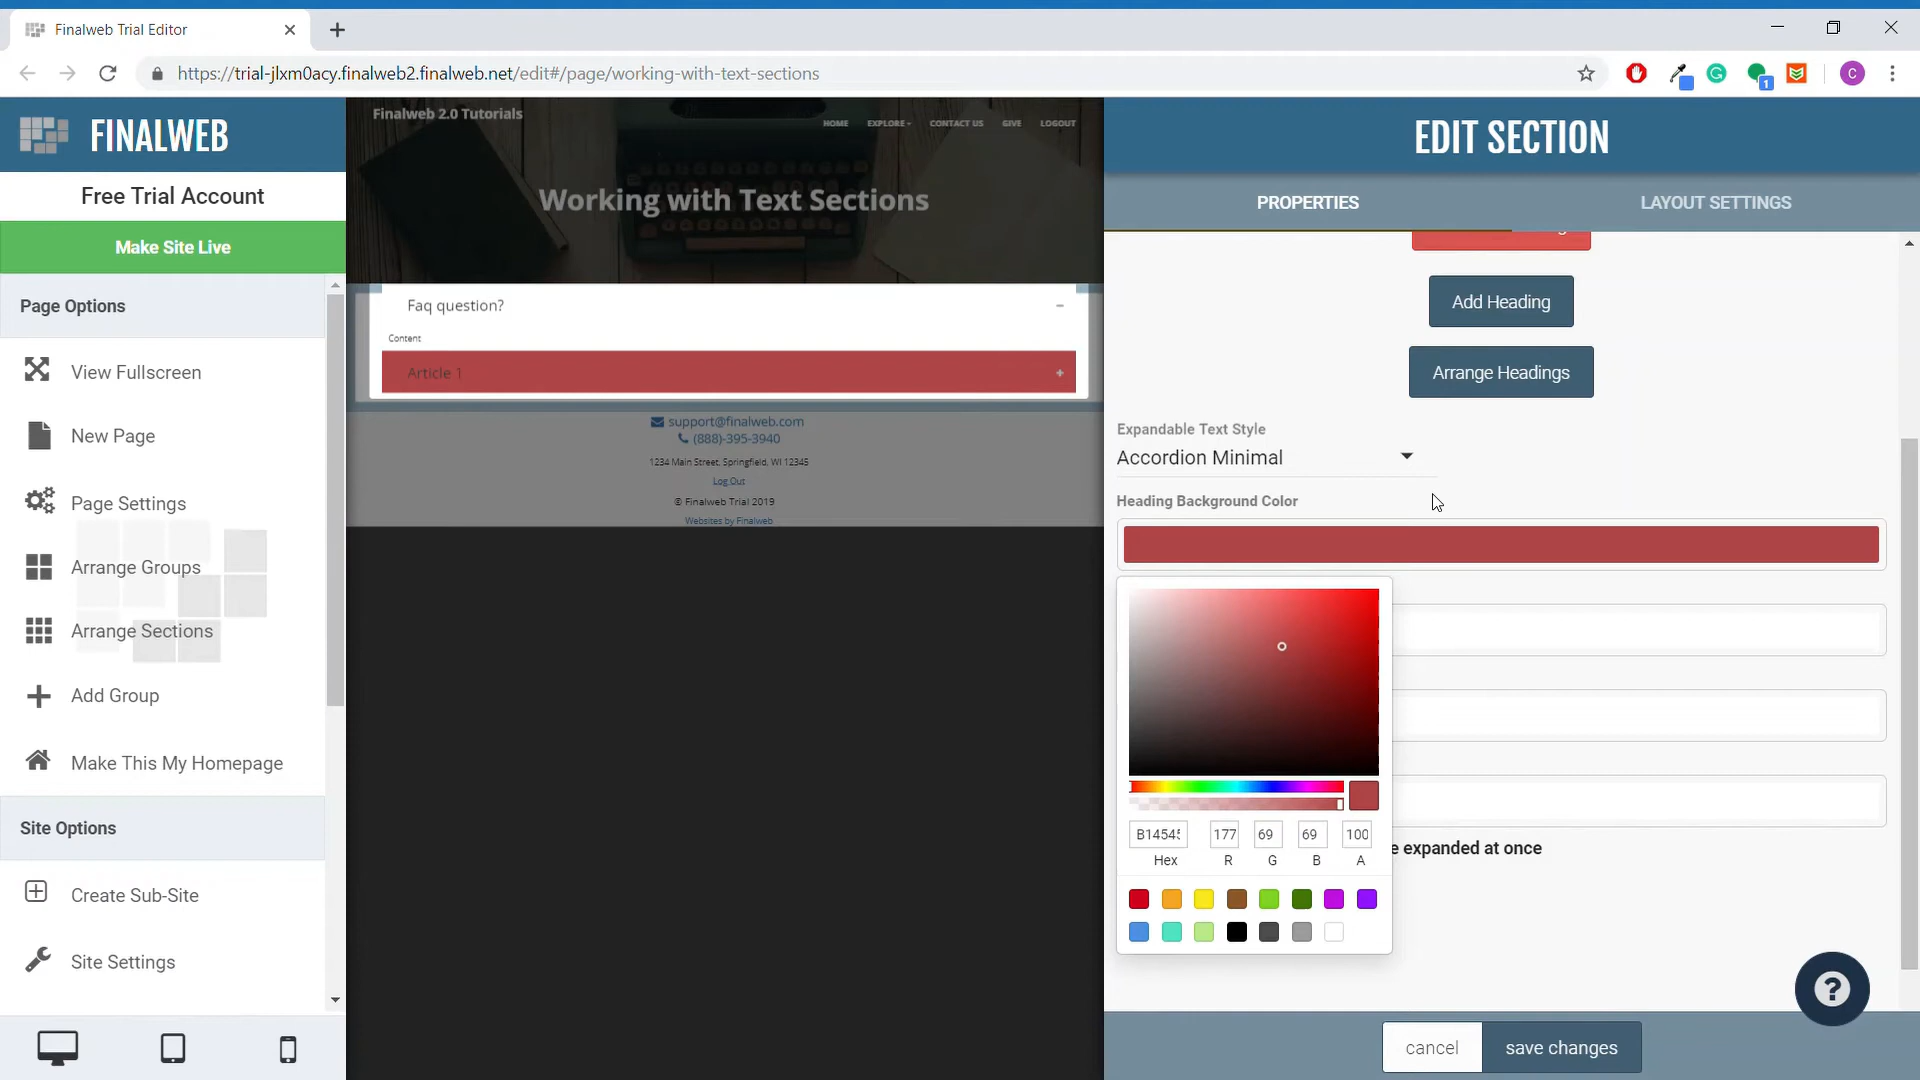 Finalweb Trial Editor
https://trial-jlxm0acy.finalweb2.finalweb.net/edit#/page/working-with-text-sections
1
C
FINALWEB
Free Trial Account
Make Site Live
Page Options
View Fullscreen
New Page
Page Settings
Arrange Groups
Arrange Sections
Add Group
Make This My Homepage
Site Options
Create Sub-Site
Site Settings
Finalweb 2.0 Tutorials
HOME EXPLORE CONTACT US GIVE LOGOUT
Working with Text Sections
Faq question?
Content
Article 1
support@finalweb.com
(888)-395-3940
1234 Main Street, Springfield, WI 12345
Log Out
© Finalweb Trial 2019
Websites by Finalweb
EDIT SECTION
PROPERTIES LAYOUT SETTINGS
Add Heading
Arrange Headings
Expandable Text Style
Accordion Minimal
Heading Background Color
177 69 69 100
Hex R G B A
e expanded at once
?
cancel save changes